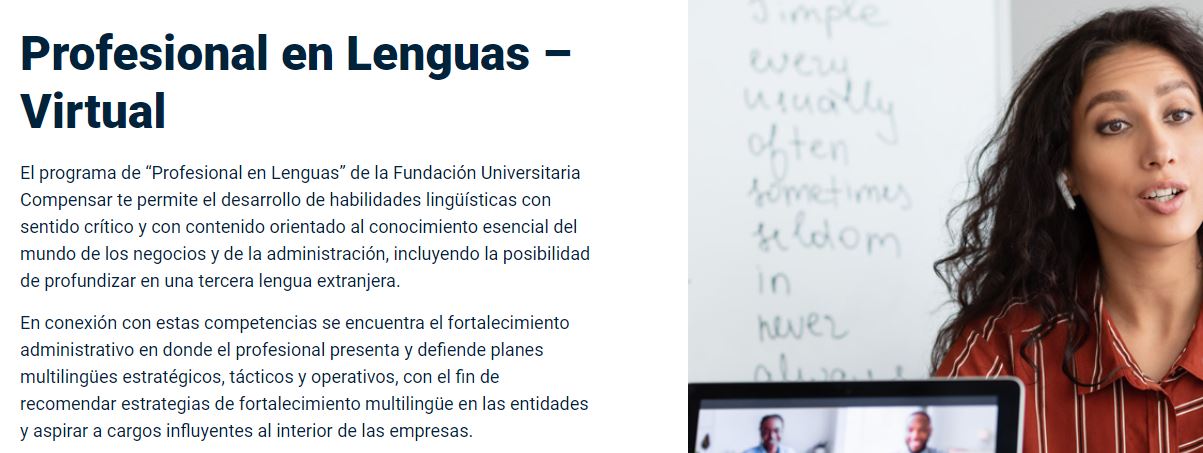 Profesional en Lenguas –
Virtual
El programa de “Profesional en Lenguas” de la Fundación Universitaria
Compensar te permite el desarrollo de habilidades lingüísticas con
sentido crítico y con contenido orientado al conocimiento esencial del
mundo de los negocios y de la administración, incluyendo la posibilidad
de profundizar en una tercera lengua extranjera.
En conexión con estas competencias se encuentra el fortalecimiento
administrativo en donde el profesional presenta y defiende planes
multilingües estratégicos, tácticos y operativos, con el fin de
recomendar estrategias de fortalecimiento multilingüe en las entidades
y aspirar a cargos influyentes al interior de las empresas.
Simple
every
usually
often
sometimes
seldom
in
never
always